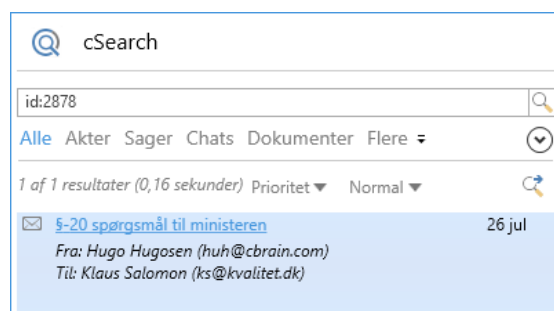 cSearch
id:2878
Alle Akter Sager Chats Dokumenter Flere
1 af 1 resultater (0,16 sekunder) Prioritet Normal
§-20 spørgsmål til ministeren 26 jul
Fra: Hugo Hugosen (huh@cbrain.com)
Til: Klaus Salomon (ks@kvalitet.dk)